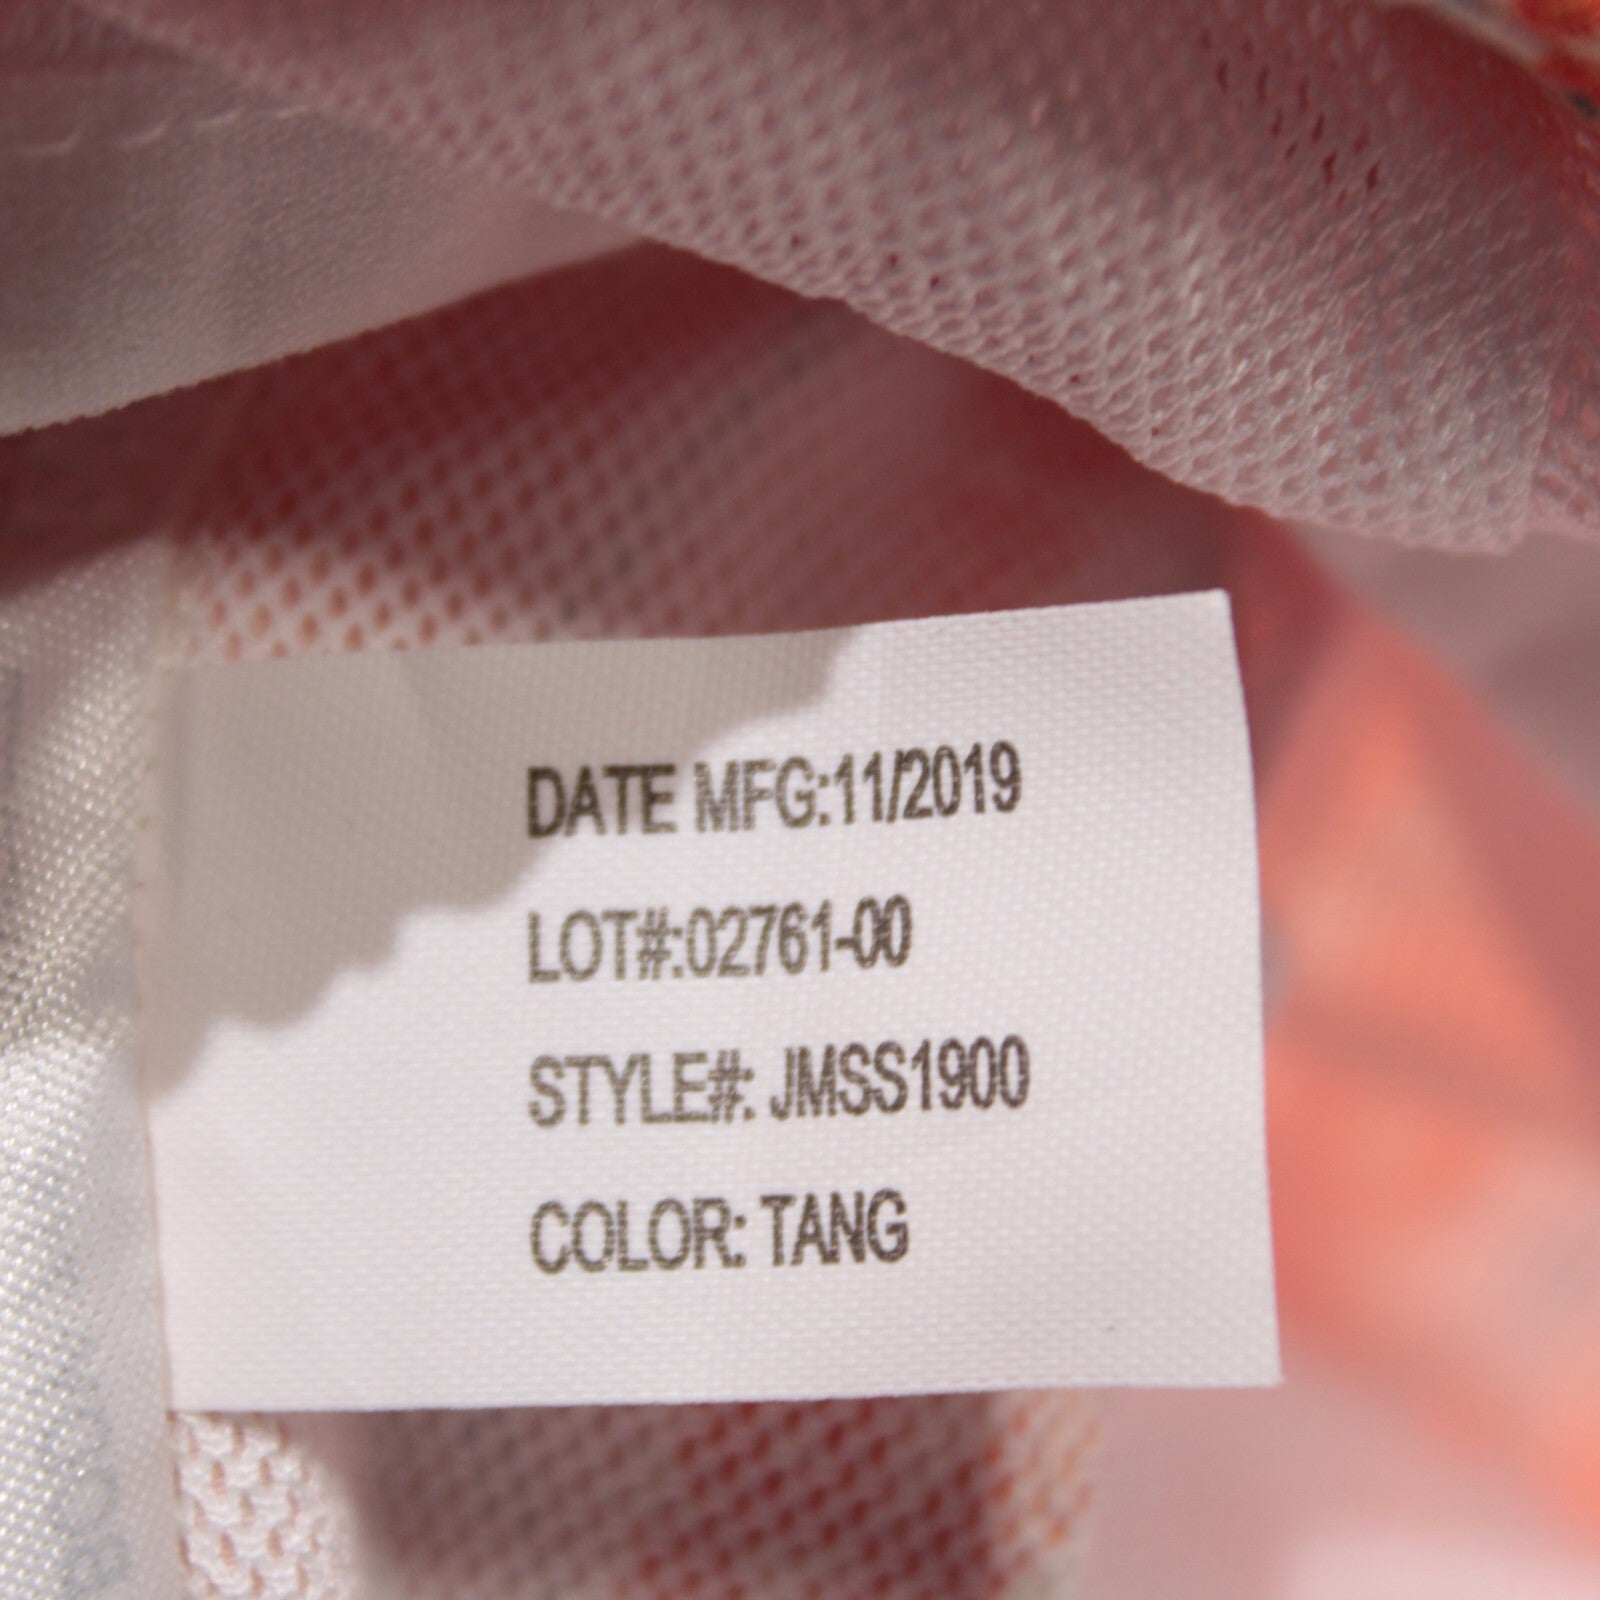 DATE MFG:11/2019
LOT#:02761-00
STYLE#: JMSS1900
COLOR: TANG